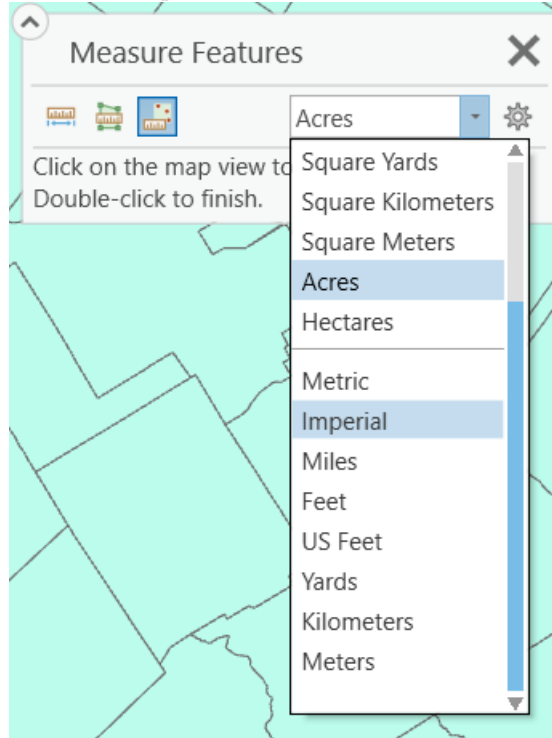 Measure Features
Acres
Click on the map view to
Double-click to finish.
Square Yards
Square Kilometers
Square Meters
Acres
Hectares
Metric
Imperial
Miles
Feet
US Feet
Yards
Kilometers
Meters